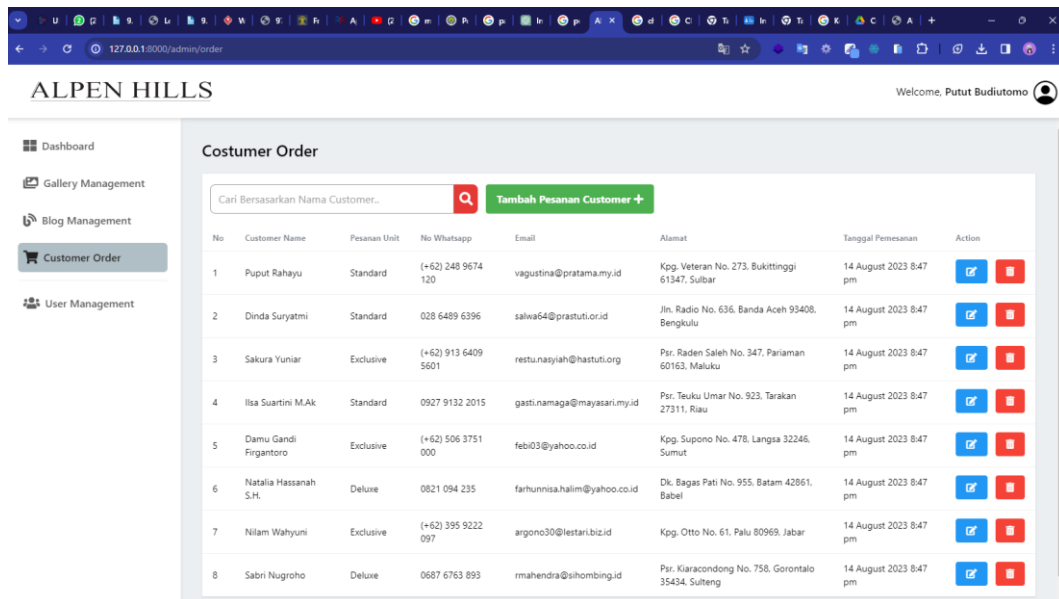 127.0.0.1:8000/admin/order
ALPEN HILLS
Welcome, Putut Budiutomo
Dashboard
Gallery Management
Blog Management
Customer Order
User Management
Costumer Order
Cari Bersasarkan Nama Customer..
Tambah Pesanan Customer +
No Customer Name Pesanan Unit No Whatsapp Email Alamat Tanggal Pemesanan Action
1 Puput Rahayu Standard (+62) 248 9674 120 vagustina@pratama.my.id Kpg. Veteran No. 273, Bukittinggi 61347, Sulbar 14 August 2023 8:47 pm
2 Dinda Suryatmi Standard 028 6489 6396 salwa64@prastuti.or.id Jln. Radio No. 636, Banda Aceh 93408, Bengkulu 14 August 2023 8:47 pm
3 Sakura Yuniar Exclusive (+62) 913 6409 5601 restu.nasyiah@hastuti.org Psr. Raden Saleh No. 347, Pariaman 60163, Maluku 14 August 2023 8:47 pm
4 Ilsa Suartini M.Ak Standard 0927 9132 2015 gasti.namaga@mayasari.my.id Psr. Teuku Umar No. 923, Tarakan 27311, Riau 14 August 2023 8:47 pm
5 Damu Gandi Firgantoro Exclusive (+62) 506 3751 000 febi03@yahoo.co.id Kpg. Supono No. 478, Langsa 32246, Sumut 14 August 2023 8:47 pm
6 Natalia Hassanah S.H. Deluxe 0821 094 235 farhunnisa.halim@yahoo.co.id Dk. Bagas Pati No. 955, Batam 42861, Babel 14 August 2023 8:47 pm
7 Nilam Wahyuni Exclusive (+62) 395 9222 097 argono30@lestari.biz.id Kpg. Otto No. 61, Palu 80969, Jabar 14 August 2023 8:47 pm
8 Sabri Nugroho Deluxe 0687 6763 893 rmahendra@sihombing.id Psr. Kiaracondong No. 758, Gorontalo 35434, Sulteng 14 August 2023 8:47 pm